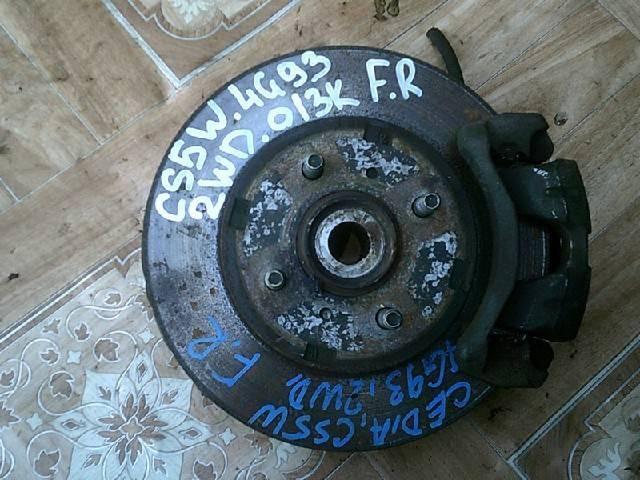 CS5W.4G93 F.R
2WD.013K
F.R
CEDIA,CS5W
4G93,2WD,